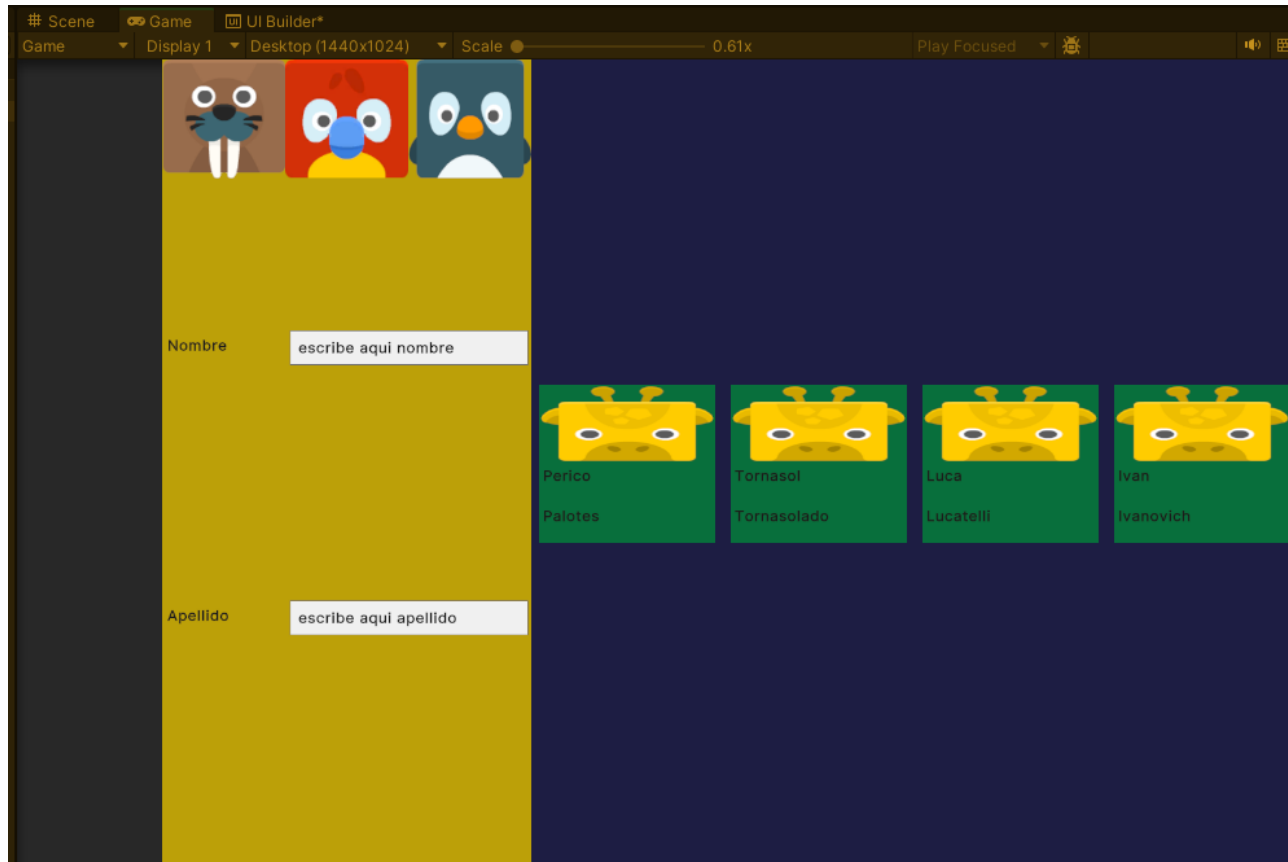 Scene Game UI Builder*
Game Display 1 Desktop (1440x1024) Scale 0.61x Play Focused
Nombre escribe aqui nombre
Perico Tornasol Luca Ivan
Palotes Tornasolado Lucatelli Ivanovich
Apellido escribe aqui apellido